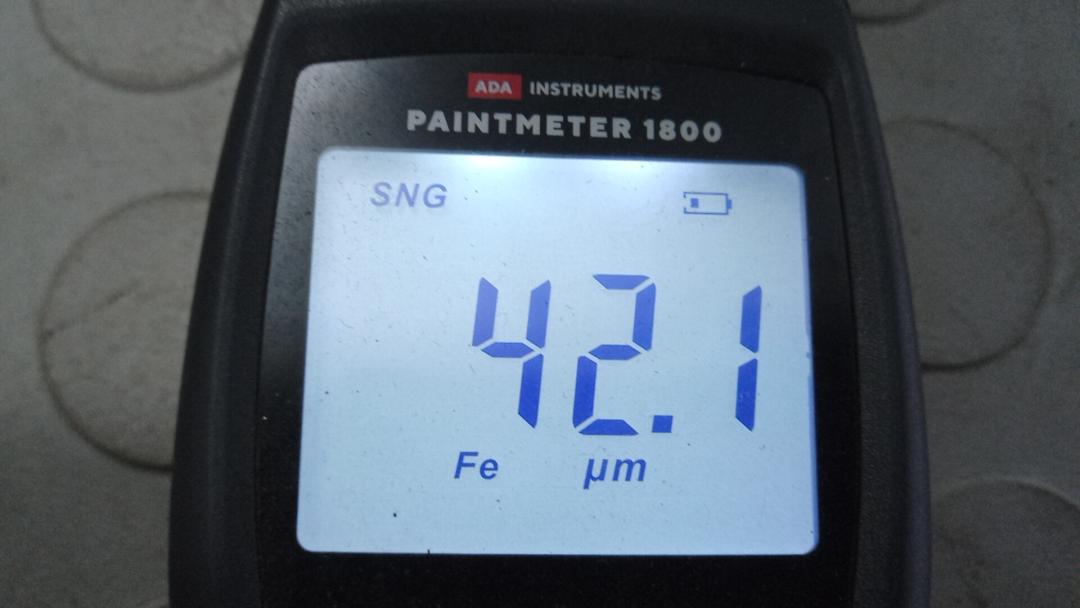 ADA INSTRUMENTS
PAINTMETER 1800
SNG
42.1
Fe µm